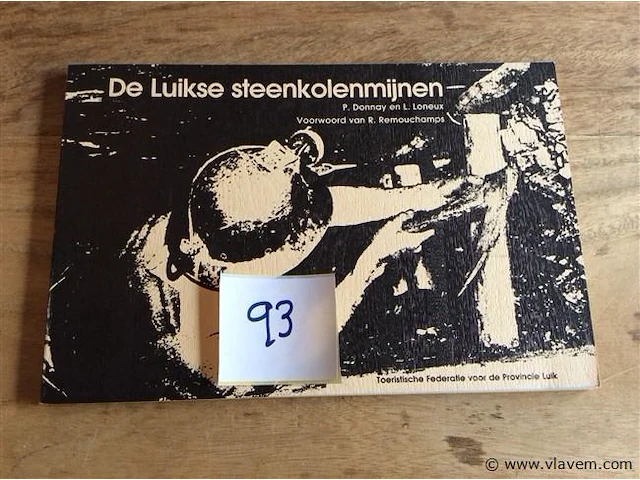 De Luikse steenkolenmijnen
P. Donnay en L. Loneux
Voorwoord van R. Remouchamps
93
Toeristische Federatie voor de Provincie Luik
© www.vlavem.com